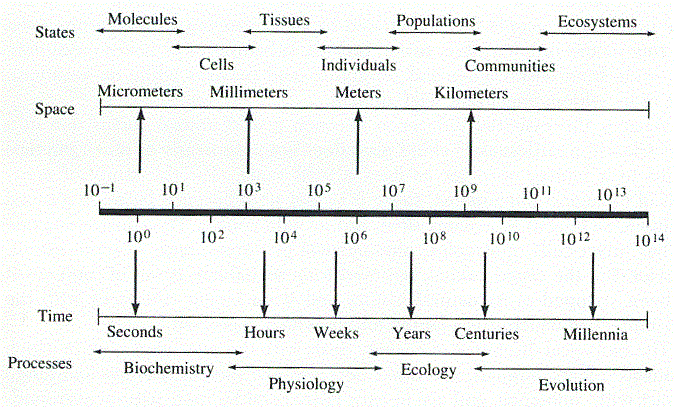 States Molecules Tissues Populations Ecosystems
Cells Individuals Communities
Micrometers Millimeters Meters Kilometers
Space
10⁻¹ 10¹ 10³ 10⁵ 10⁷ 10⁹ 10¹¹ 10¹³
10⁰ 10² 10⁴ 10⁶ 10⁸ 10¹⁰ 10¹² 10¹⁴
Time
Seconds Hours Weeks Years Centuries Millennia
Processes
Biochemistry Physiology Ecology Evolution